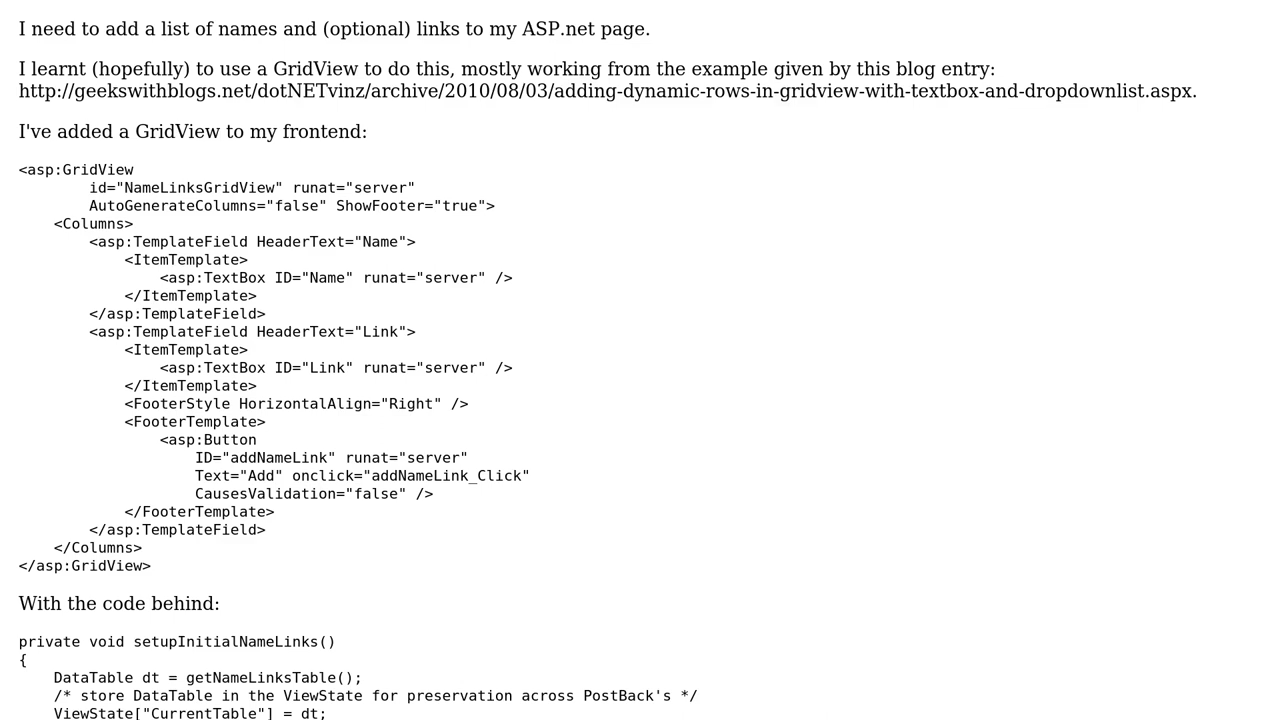 I need to add a list of names and (optional) links to my ASP.net page.
I learnt (hopefully) to use a GridView to do this, mostly working from the example given by this blog entry:
http://geekswithblogs.net/dotNETvinz/archive/2010/08/03/adding-dynamic-rows-in-gridview-with-textbox-and-dropdownlist.aspx.
I've added a GridView to my frontend:
<asp:GridView
        id="NameLinksGridView" runat="server"
        AutoGenerateColumns="false" ShowFooter="true">
    <Columns>
        <asp:TemplateField HeaderText="Name">
            <ItemTemplate>
                <asp:TextBox ID="Name" runat="server" />
            </ItemTemplate>
        </asp:TemplateField>
        <asp:TemplateField HeaderText="Link">
            <ItemTemplate>
                <asp:TextBox ID="Link" runat="server" />
            </ItemTemplate>
            <FooterStyle HorizontalAlign="Right" />
            <FooterTemplate>
                <asp:Button
                    ID="addNameLink" runat="server"
                    Text="Add" onclick="addNameLink_Click"
                    CausesValidation="false" />
            </FooterTemplate>
        </asp:TemplateField>
    </Columns>
</asp:GridView>
With the code behind:
private void setupInitialNameLinks()
{
    DataTable dt = getNameLinksTable();
    /* store DataTable in the ViewState for preservation across PostBack's */
    ViewState["CurrentTable"] = dt;